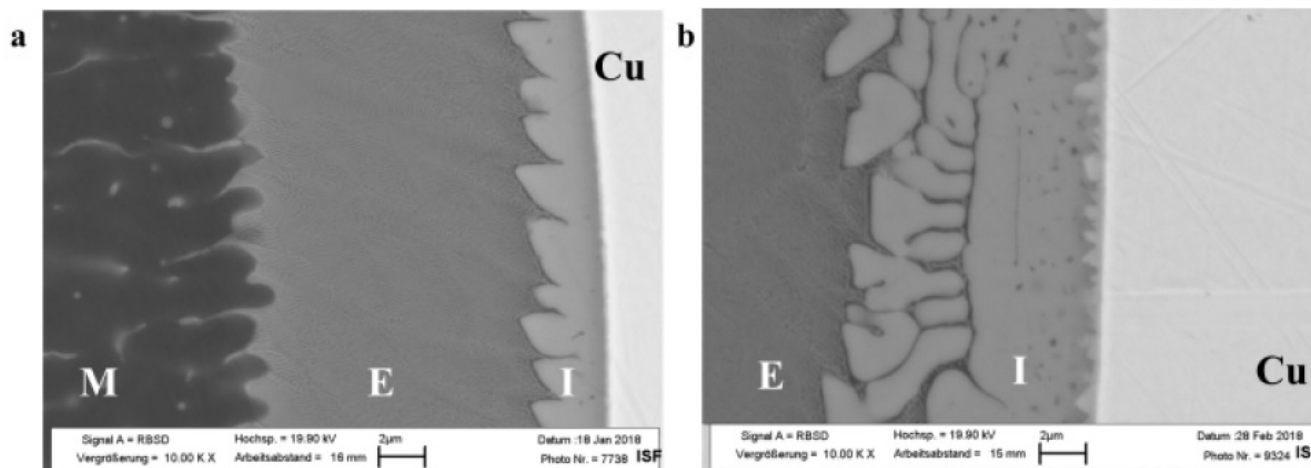 a
Cu
M
E
I
Signal A = RBSD
Hochsp. = 19.90 kV
2µm
Datum :18 Jan 2018
Vergrößerung = 10.00 K X
Arbeitsabstand = 16 mm
Photo Nr. = 7738
ISF
b
E
I
Cu
Signal A = RBSD
Hochsp. = 19.90 kV
2µm
Datum :28 Feb 2018
Vergrößerung = 10.00 K X
Arbeitsabstand = 15 mm
Photo Nr. = 9324
IS